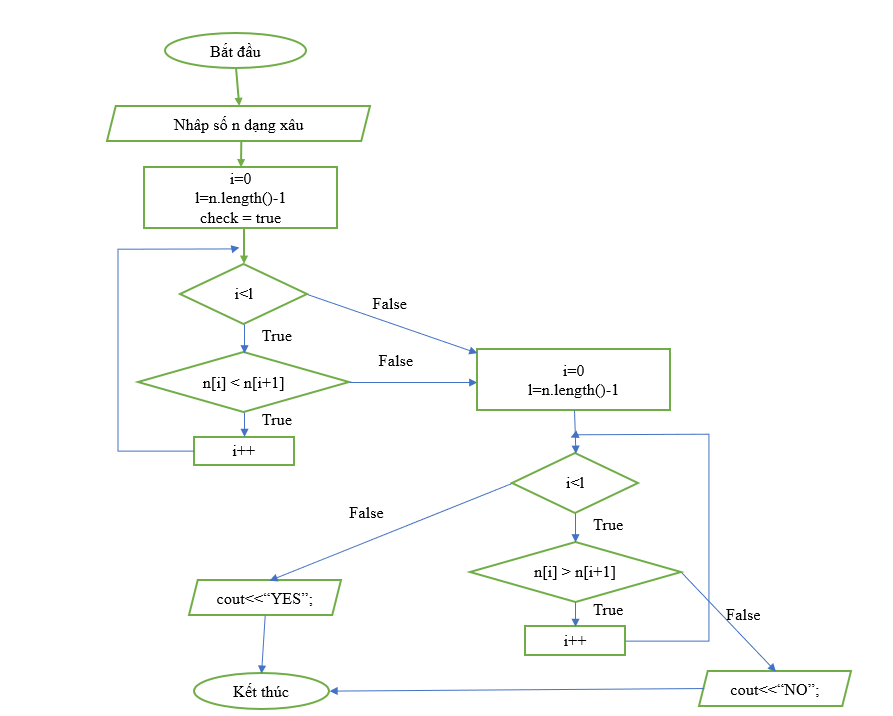 Bắt đầu
Nhâp số n dạng xâu
i=0
l=n.length()-1
check = true
i<l
False
True
n[i] < n[i+1]
False
True
i++
i=0
l=n.length()-1
i<l
False
True
n[i] > n[i+1]
True
False
i++
cout<<“YES”;
Kết thúc
cout<<“NO”;